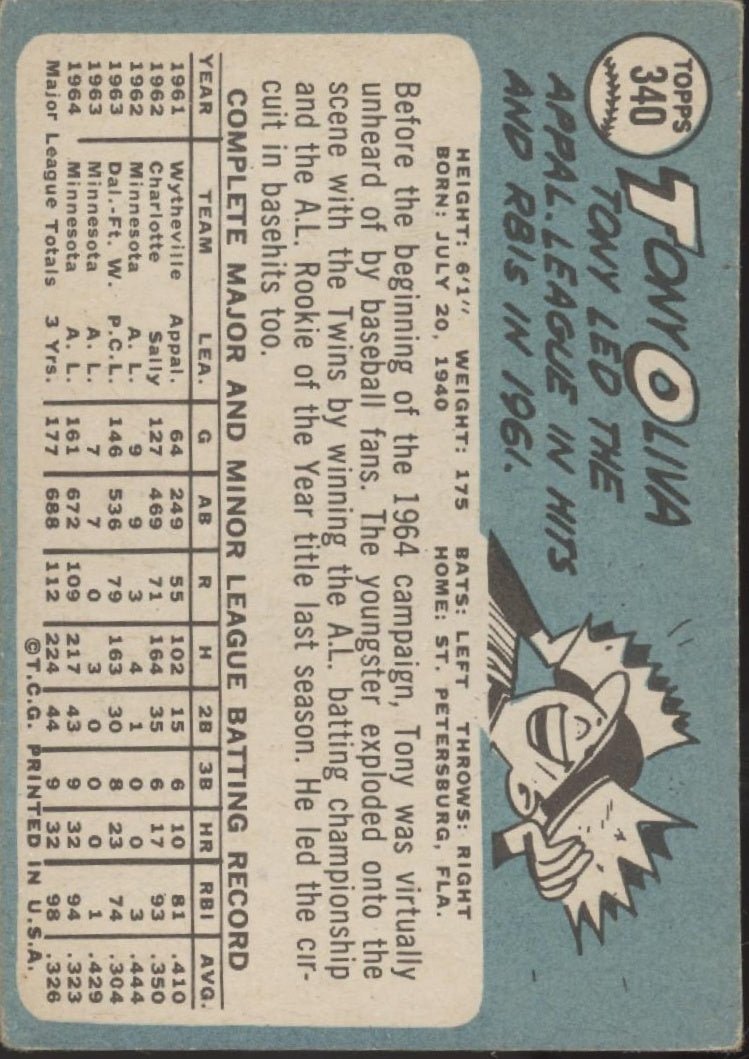 TOPPS
340
TONY OLIVA
TONY LED THE
APPAL. LEAGUE IN HITS
AND RBIS IN 1961.
HEIGHT: 6'1" WEIGHT: 175 BATS: LEFT THROWS: RIGHT
BORN: JULY 20, 1940 HOME: ST. PETERSBURG, FLA.
Before the beginning of the 1964 campaign, Tony was virtually
unheard of by baseball fans. The youngster exploded onto the
scene with the Twins by winning the A.L. batting championship
and the A.L. Rookie of the Year title last season. He led the cir-
cuit in basehits too.
COMPLETE MAJOR AND MINOR LEAGUE BATTING RECORD
YEAR TEAM LEA. G AB R H 2B 3B HR RBI AVG.
1961 Wytheville Appal. 64 249 55 102 15 6 10 81 .410
1962 Charlotte Sally 127 469 71 164 35 6 17 93 .350
1962 Minnesota A. L. 9 9 3 4 1 0 0 3 .444
1963 Dal.-Ft. W. P.C.L. 146 536 79 163 30 8 23 74 .304
1963 Minnesota A. L. 7 7 0 3 0 0 0 1 .429
1964 Minnesota A. L. 161 672 109 217 43 9 32 94 .323
Major League Totals 3 Yrs. 177 688 112 224 44 9 32 98 .326
©T.C.G. PRINTED IN U.S.A.